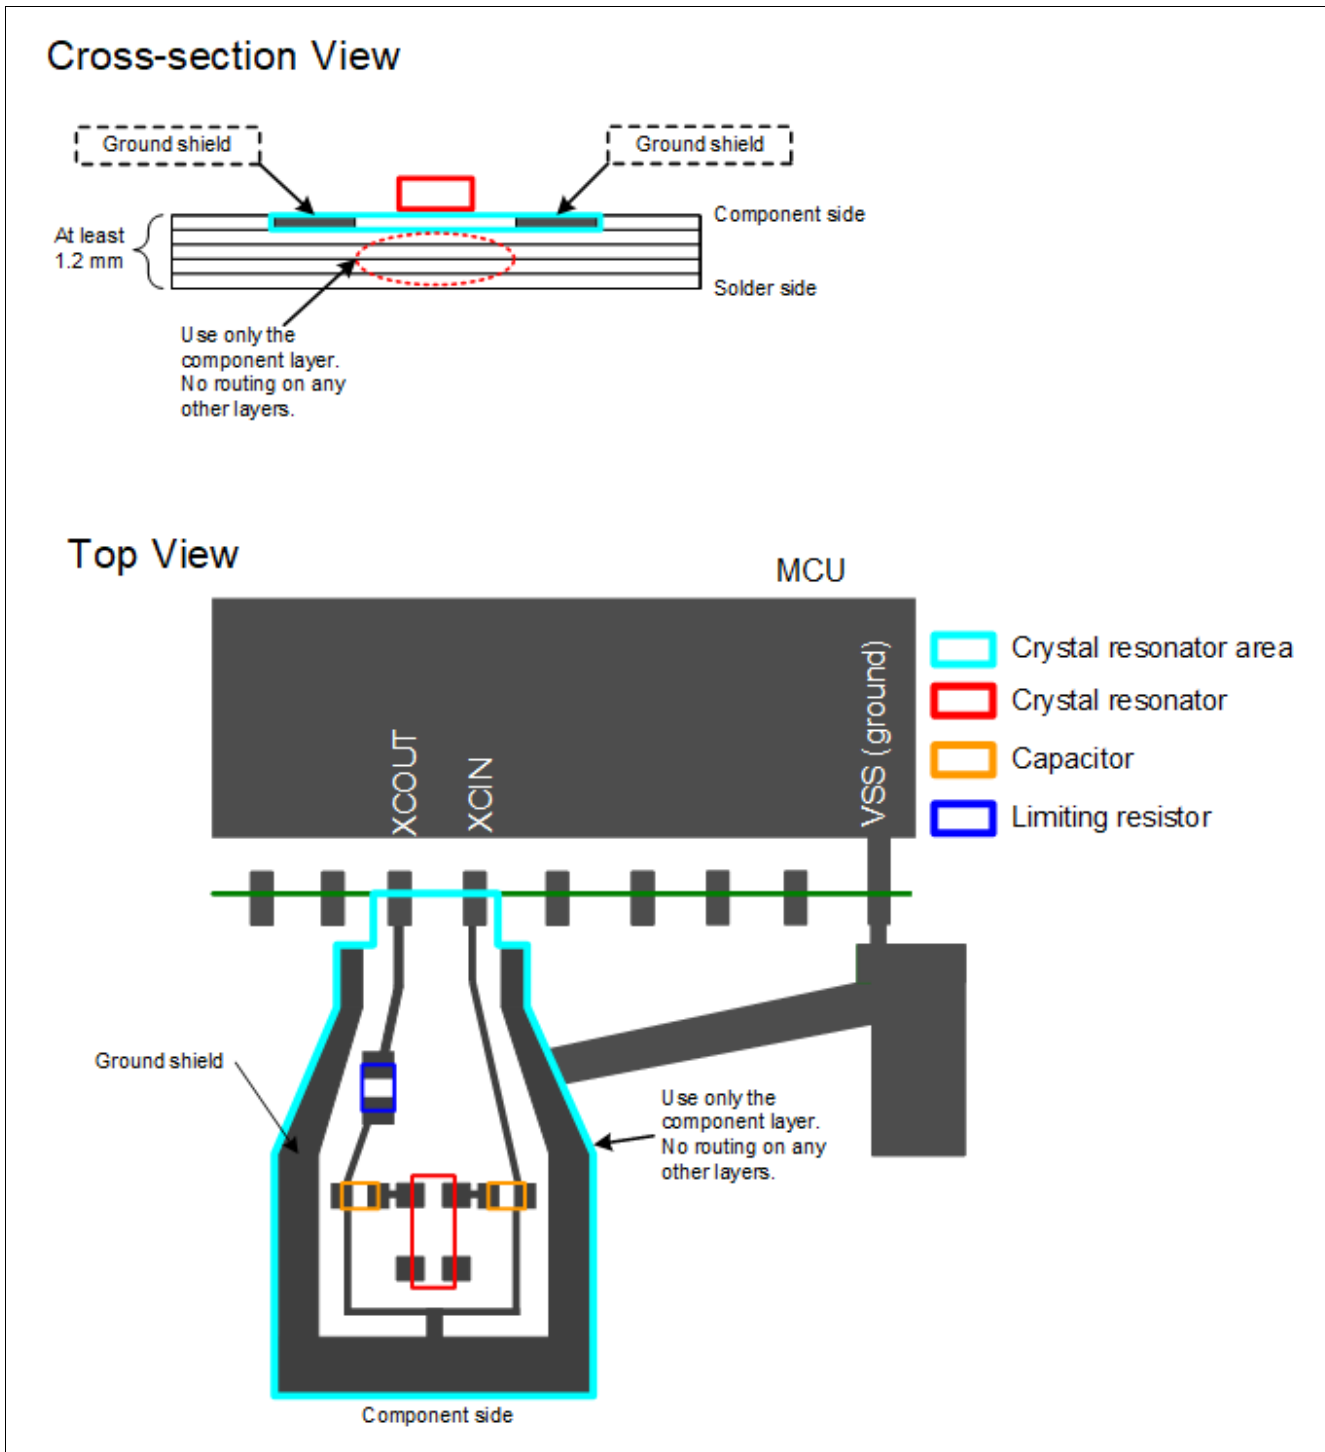 Cross-section View
Ground shield
Ground shield
Component side
At least
1.2 mm
Solder side
Use only the
component layer.
No routing on any
other layers.
Top View
MCU
Crystal resonator area
Crystal resonator
Capacitor
Limiting resistor
XCOUT
XCIN
VSS (ground)
Ground shield
Use only the
component layer.
No routing on any
other layers.
Component side